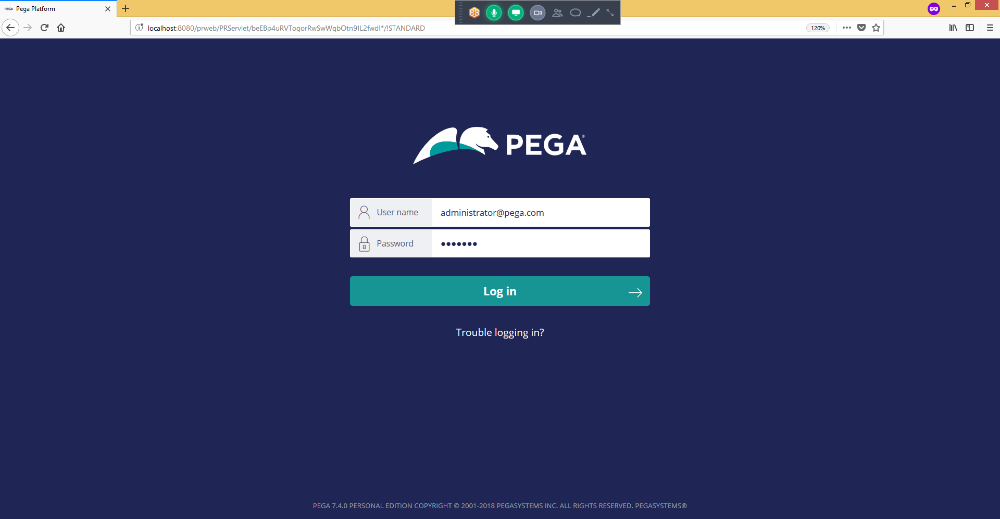 PEGA Pega Platform
localhost:8080/prweb/PRServlet/beEBp4uRVTogorRwSwWqbOtn9IL2fwdI*/!STANDARD
120%
PEGA®
User name administrator@pega.com
Password
Log in
Trouble logging in?
PEGA 7.4.0 PERSONAL EDITION COPYRIGHT © 2001-2018 PEGASYSTEMS INC. ALL RIGHTS RESERVED. PEGASYSTEMS®